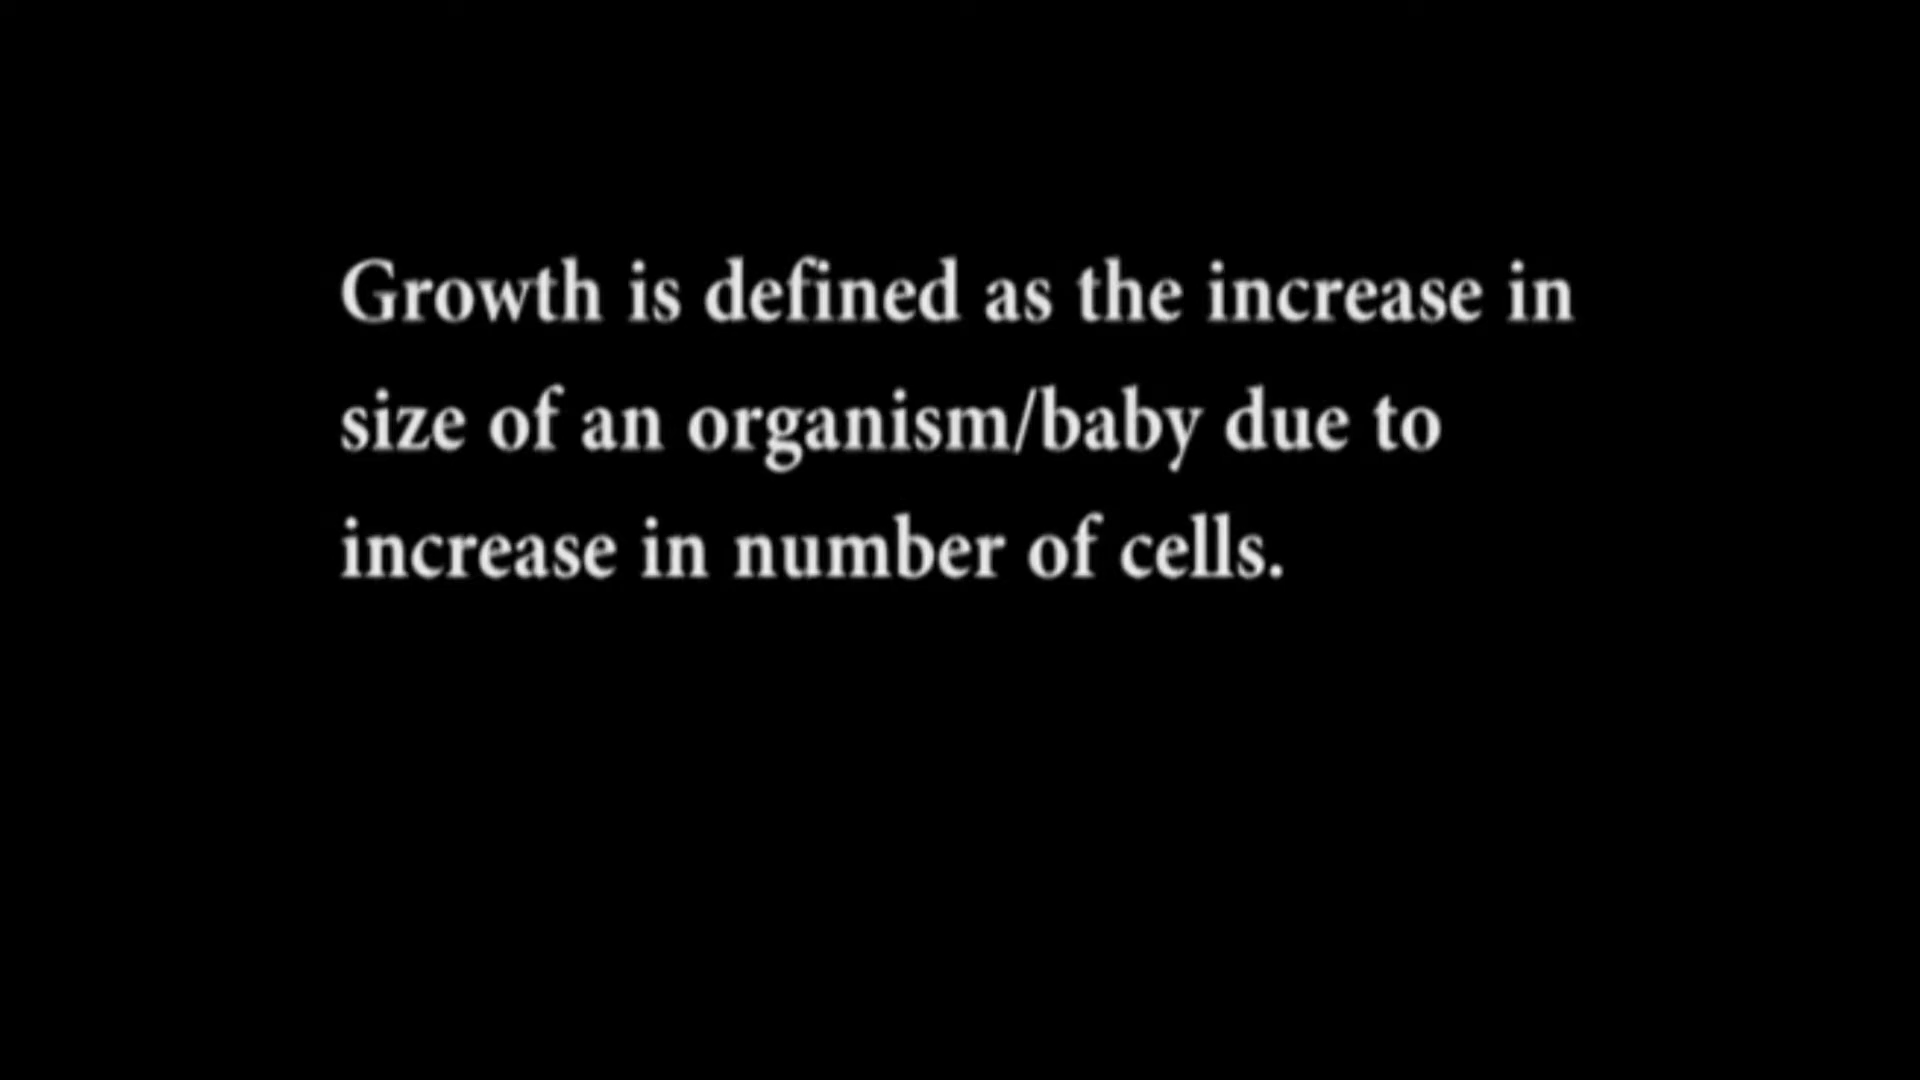 Growth is defined as the increase in
size of an organism/baby due to
increase in number of cells.